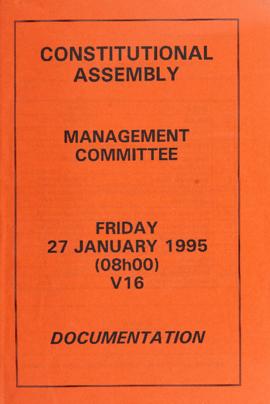 CONSTITUTIONAL
ASSEMBLY
MANAGEMENT
COMMITTEE
FRIDAY
27 JANUARY 1995
(08h00)
V16
DOCUMENTATION